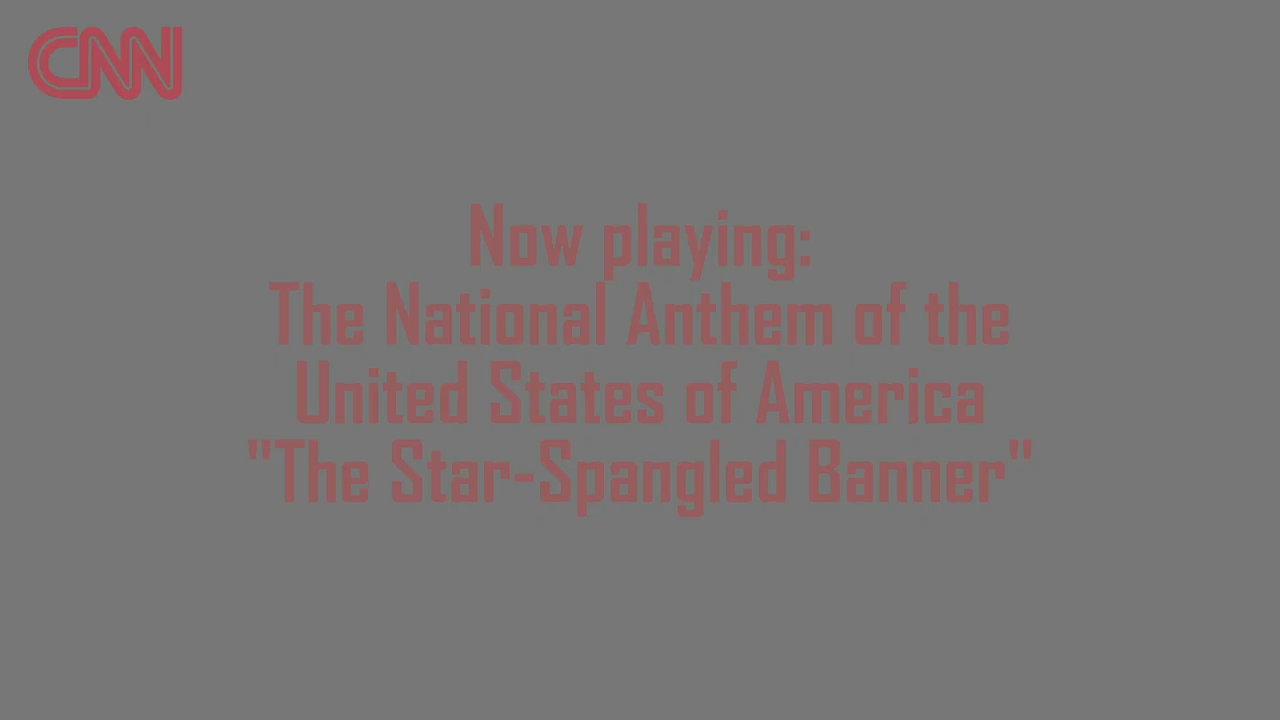 CNN
Now playing:
The National Anthem of the
United States of America
"The Star-Spangled Banner"